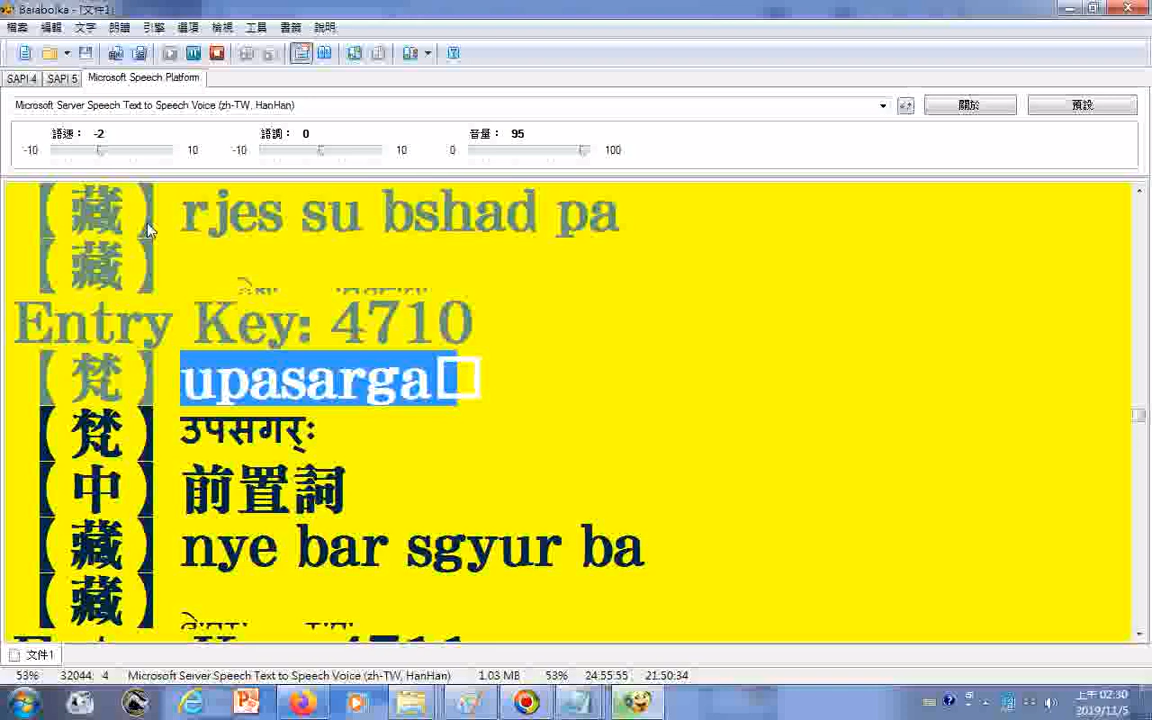 Balabolka - [文件1]
檔案 編輯 文字 朗讀 引擎 選項 檢視 工具 書籤 說明
SAPI 4 SAPI 5 Microsoft Speech Platform
Microsoft Server Speech Text to Speech Voice (zh-TW, HanHan) 關於 預設
語速： -2 語調： 0 音量： 95
-10 10 -10 10 0 100
【藏】 rjes su bshad pa
【藏】
Entry Key: 4710
【梵】 upasarga□
【梵】 उपसगर्ः
【中】 前置詞
【藏】 nye bar sgyur ba
【藏】
Entry Key: 4711
文件1
53% 32044: 4 Microsoft Server Speech Text to Speech Voice (zh-TW, HanHan) 1.03 MB 53% 24:55:55 21:50:34
上午 02:30
2019/11/5